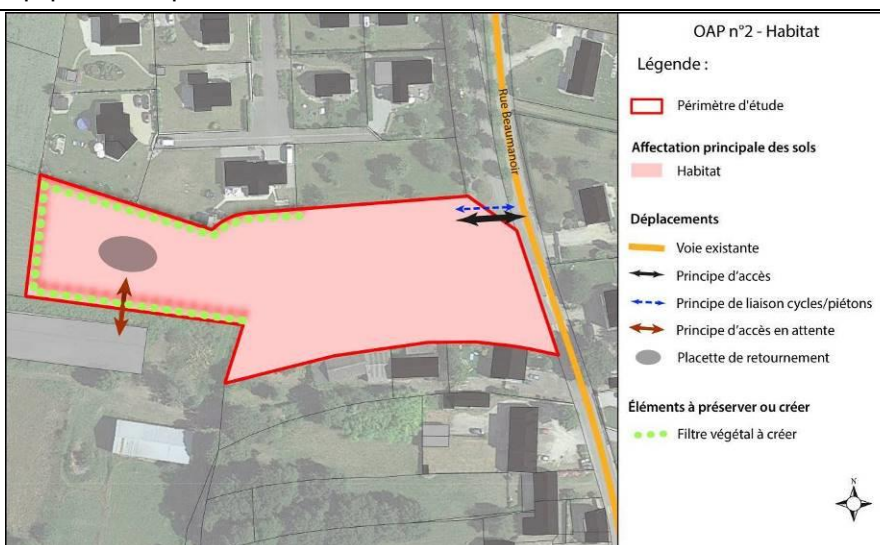 OAP n°2 - Habitat
Légende :
Périmètre d'étude
Affectation principale des sols
Habitat
Déplacements
Voie existante
Principe d'accès
Principe de liaison cycles/piétons
Principe d'accès en attente
Placette de retournement
Éléments à préserver ou créer
Filtre végétal à créer
N
Rue Beaumanoir